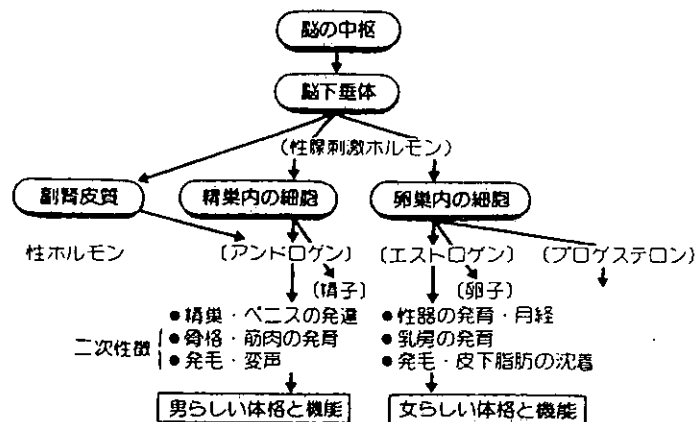 脳の中枢
脳下垂体
(性腺刺激ホルモン)
副腎皮質 精巣内の細胞 卵巣内の細胞
性ホルモン (アンドロゲン) (エストロゲン) (プロゲステロン)
(精子) (卵子)
●精巣・ペニスの発達 ●性器の発育・月経
二次性徴 ●骨格・筋肉の発育 ●乳房の発育
●発毛・変声 ●発毛・皮下脂肪の沈着
男らしい体格と機能 女らしい体格と機能